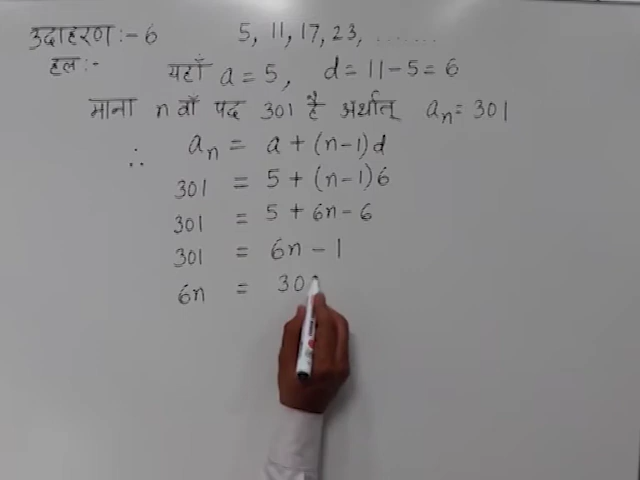 उदाहरण :- 6 5, 11, 17, 23, .......
हल :- यहाँ a = 5, d = 11 - 5 = 6
माना n वाँ पद 301 है अर्थात् an = 301
∴ an = a + (n-1)d
301 = 5 + (n-1)6
301 = 5 + 6n - 6
301 = 6n - 1
6n = 30